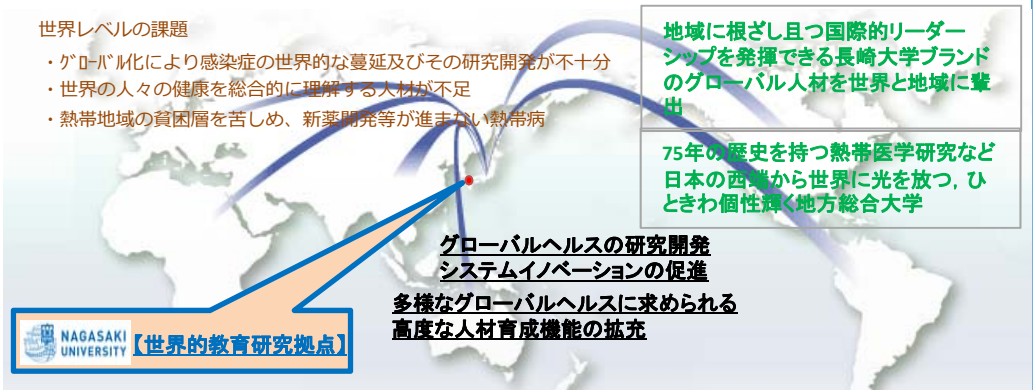 世界レベルの課題
・グローバル化により感染症の世界的な蔓延及びその研究開発が不十分
・世界の人々の健康を総合的に理解する人材が不足
・熱帯地域の貧困層を苦しめ、新薬開発等が進まない熱帯病
地域に根ざし且つ国際的リーダー
シップを発揮できる長崎大学ブランド
のグローバル人材を世界と地域に輩
出
75年の歴史を持つ熱帯医学研究など
日本の西端から世界に光を放つ，ひ
ときわ個性輝く地方総合大学
グローバルヘルスの研究開発
システムイノベーションの促進
多様なグローバルヘルスに求められる
高度な人材育成機能の拡充
NAGASAKI
UNIVERSITY
【世界的教育研究拠点】